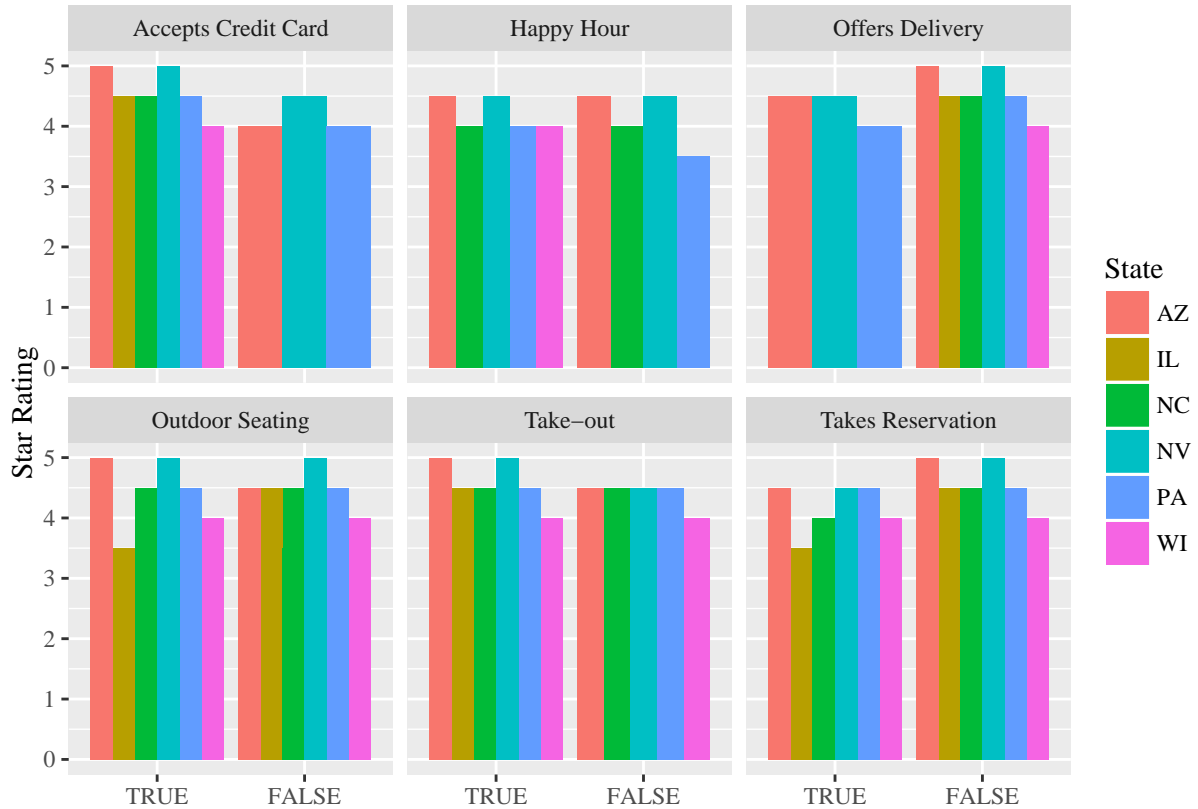 Accepts Credit Card
Happy Hour
Offers Delivery
5
4
3
2
1
0
Outdoor Seating
Take−out
Takes Reservation
5
4
3
2
1
0
TRUE
FALSE
TRUE
FALSE
TRUE
FALSE
Star Rating
State
AZ
IL
NC
NV
PA
WI